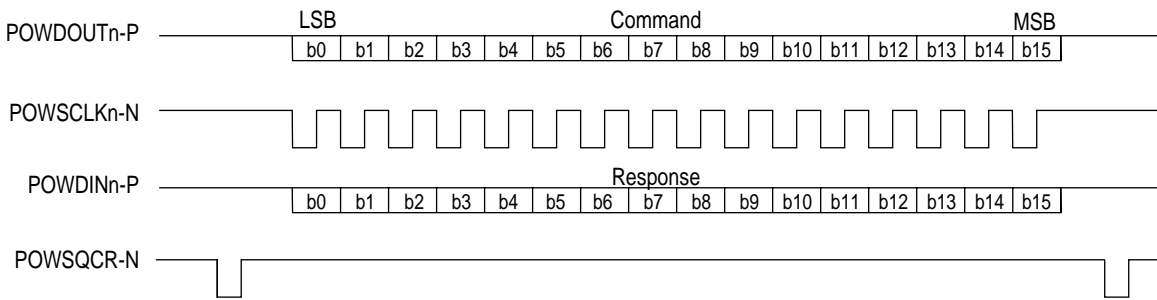 LSB Command MSB
POWDOUTn-P
b0 b1 b2 b3 b4 b5 b6 b7 b8 b9 b10 b11 b12 b13 b14 b15
POWSCLKn-N
Response
POWDINn-P
b0 b1 b2 b3 b4 b5 b6 b7 b8 b9 b10 b11 b12 b13 b14 b15
POWSQCR-N